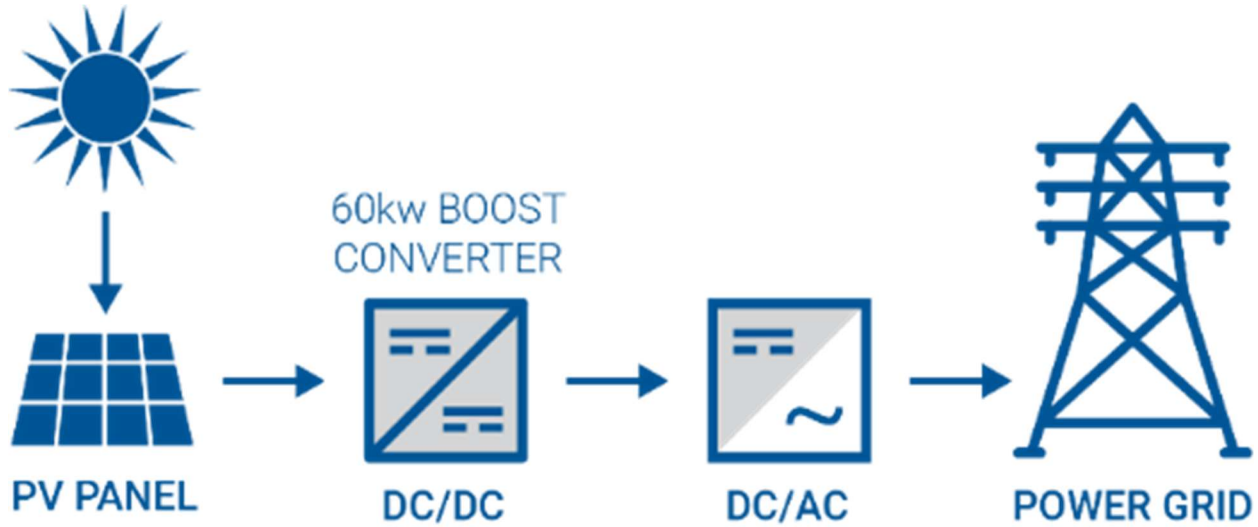 60kw BOOST
CONVERTER
PV PANEL
DC/DC
DC/AC
POWER GRID